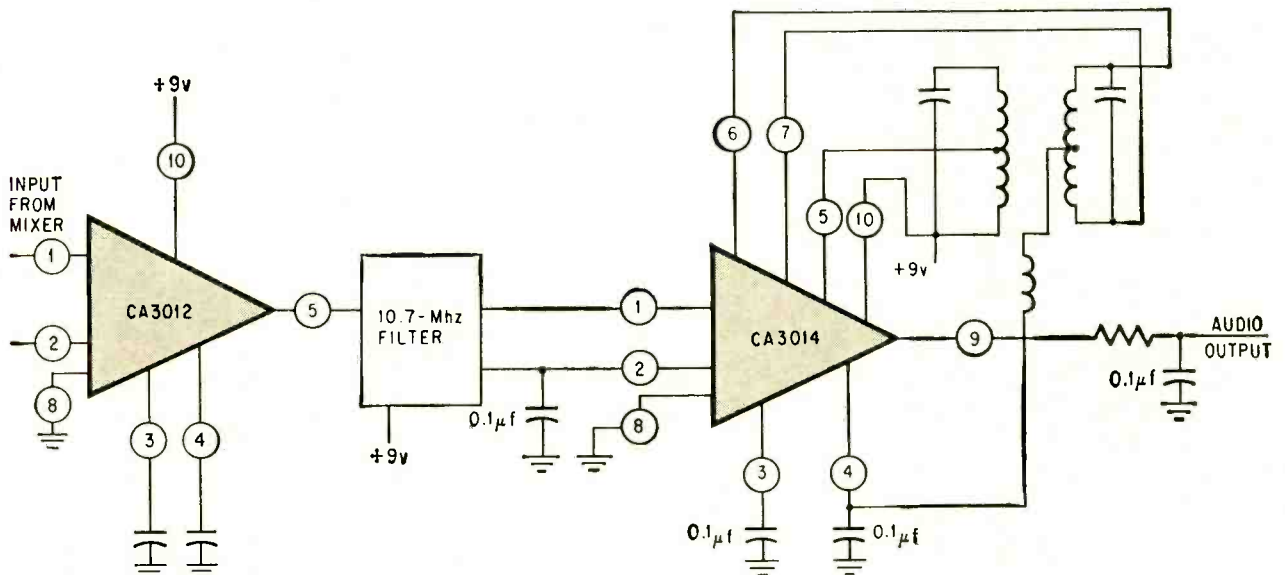 +9v
10
INPUT
FROM
MIXER
1
2
8
CA3012
3
4
5
10.7-Mhz
FILTER
+9v
0.1μf
1
2
8
6
7
5
10
+9v
CA3014
3
0.1μf
4
0.1μf
9
AUDIO
OUTPUT
0.1μf